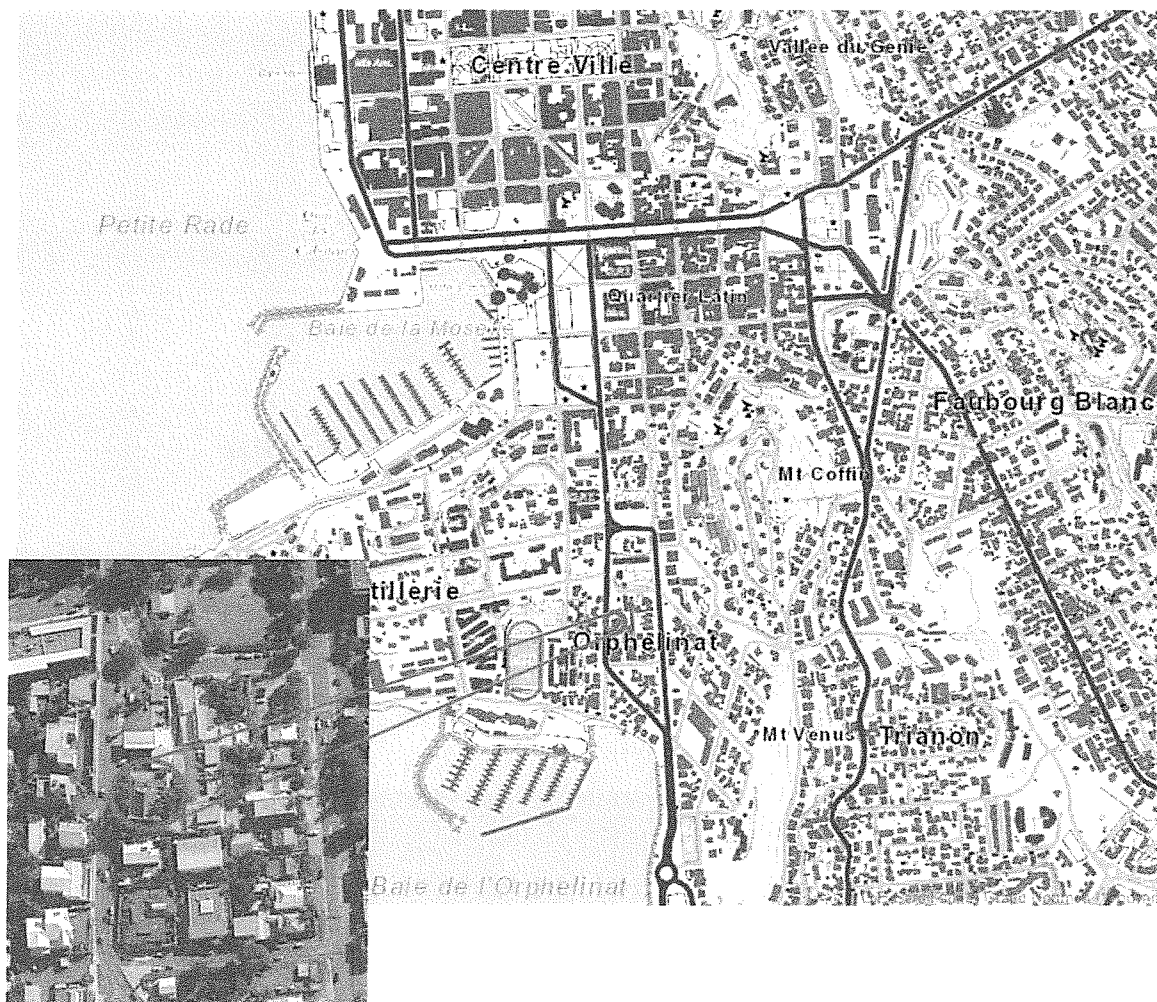 Vallée du Génie
Centre Ville
Petite Rade
Quartier Latin
Baie de la Moselle
Faubourg Blanc
Mt Coffin
tillerie
Orphelinat
Mt Venus
Trianon
Baie de l'Orphelinat